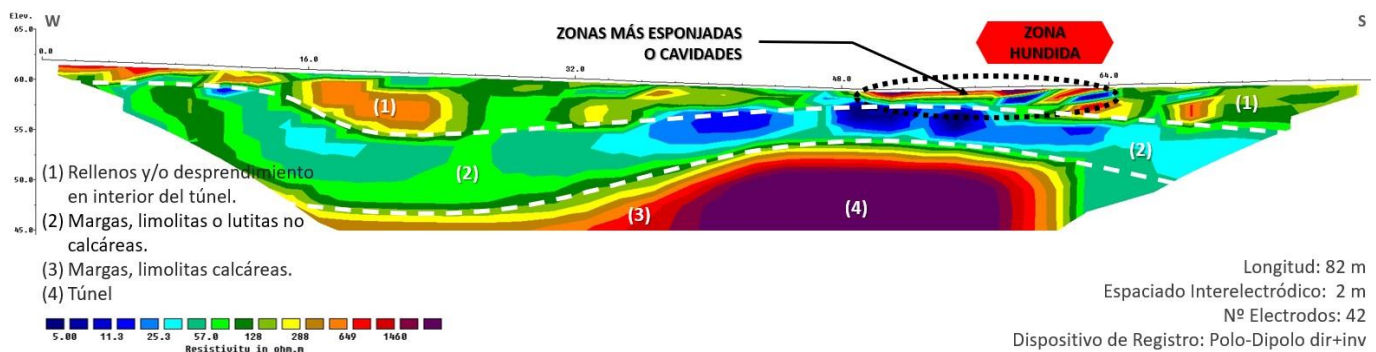 Elev.
W
S
65.0
0.0
ZONAS MÁS ESPONJADAS
O CAVIDADES
ZONA
HUNDIDA
16.0
32.0
48.0
64.0
60.0
55.0
50.0
45.0
(1)
(1)
(2)
(2)
(3)
(4)
(1) Rellenos y/o desprendimiento
en interior del túnel.
(2) Margas, limolitas o lutitas no
calcáreas.
(3) Margas, limolitas calcáreas.
(4) Túnel
5.00 11.3 25.3 57.0 128 288 649 1460
Resistivity in ohm.m
Longitud: 82 m
Espaciado Interelectródico: 2 m
Nº Electrodos: 42
Dispositivo de Registro: Polo-Dipolo dir+inv